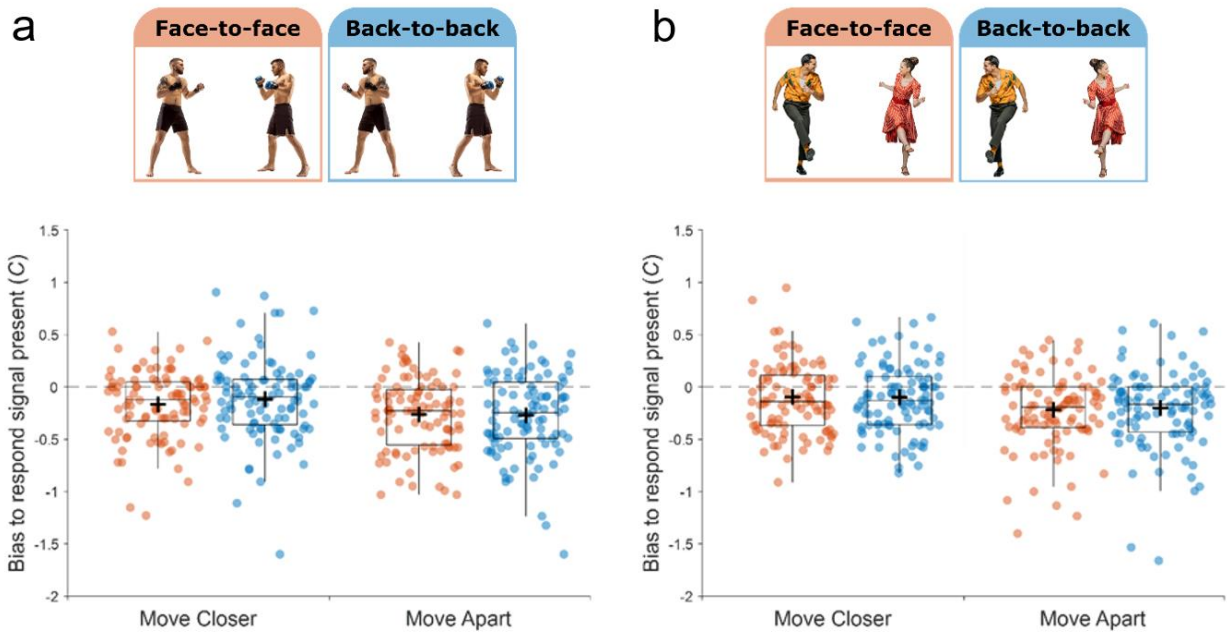 a
Face-to-face Back-to-back
Bias to respond signal present (C)
1.5
1
0.5
0
-0.5
-1
-1.5
-2
Move Closer Move Apart
b
Face-to-face Back-to-back
Bias to respond signal present (C)
1.5
1
0.5
0
-0.5
-1
-1.5
-2
Move Closer Move Apart